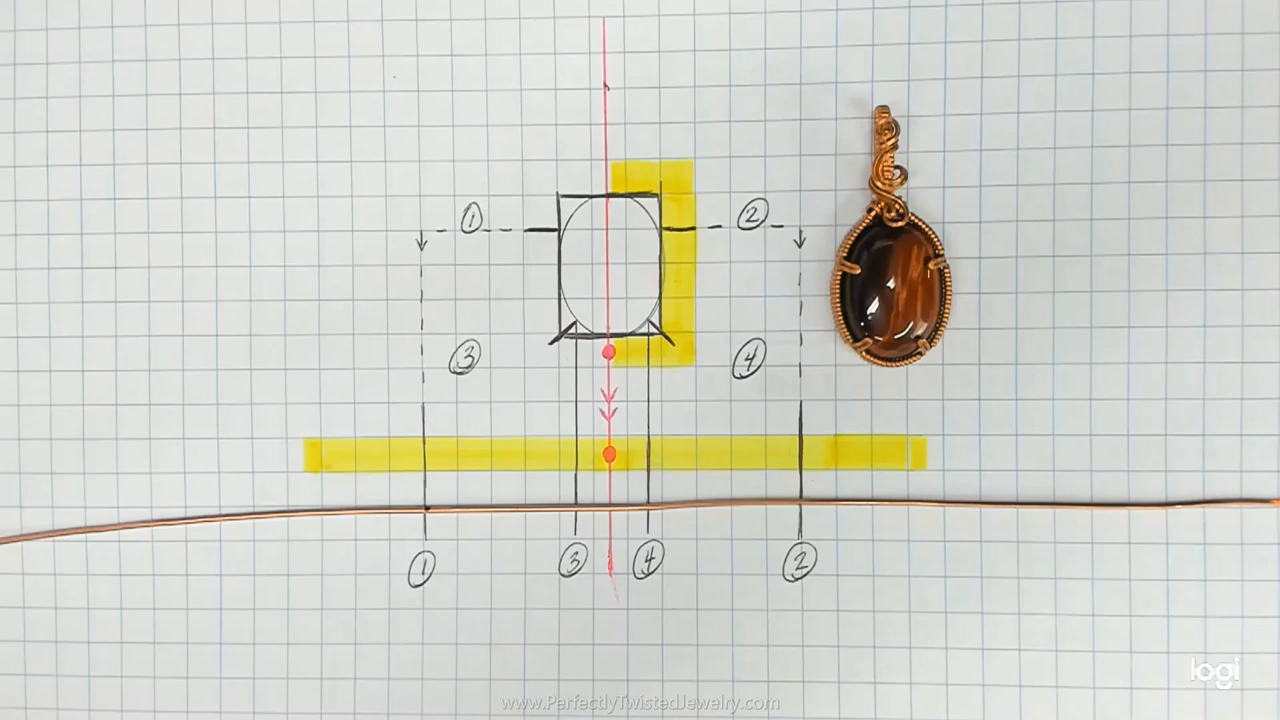 ① ②
③ ④
① ③ ④ ②
logi
www.PerfectlyTwistedJewelry.com